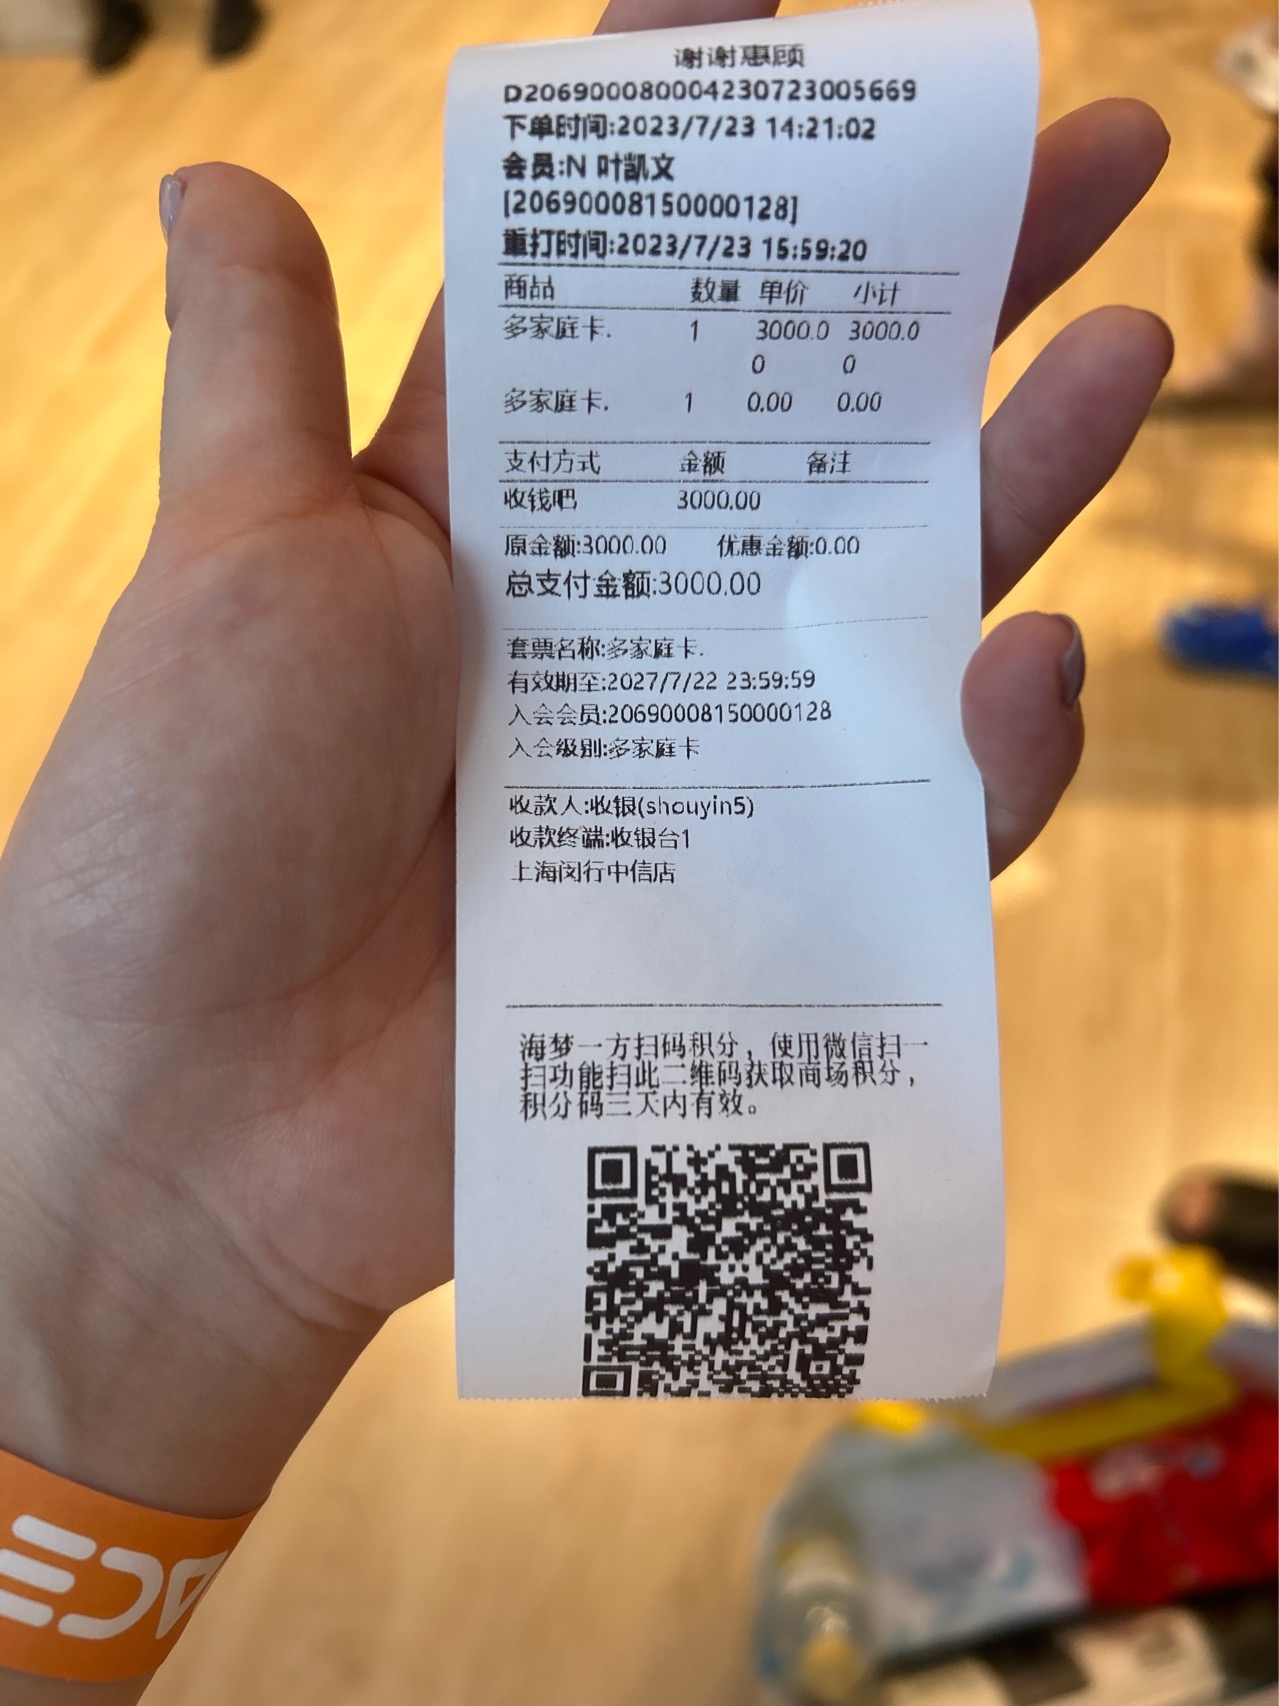 谢谢惠顾
D206900080004230723005669
下单时间:2023/7/23 14:21:02
会员:N 叶凯文
[20690008150000128]
重打时间:2023/7/23 15:59:20
商品 数量 单价 小计
多家庭卡. 1 3000.0 3000.0
0 0
多家庭卡. 1 0.00 0.00
支付方式 金额 备注
收钱吧 3000.00
原金额:3000.00 优惠金额:0.00
总支付金额:3000.00
套票名称:多家庭卡.
有效期至:2027/7/22 23:59:59
入会会员:20690008150000128
入会级别:多家庭卡
收款人:收银(shouyin5)
收款终端:收银台1
上海闵行中信店
海梦一方扫码积分，使用微信扫一
扫功能扫此二维码获取商场积分，
积分码三天内有效。